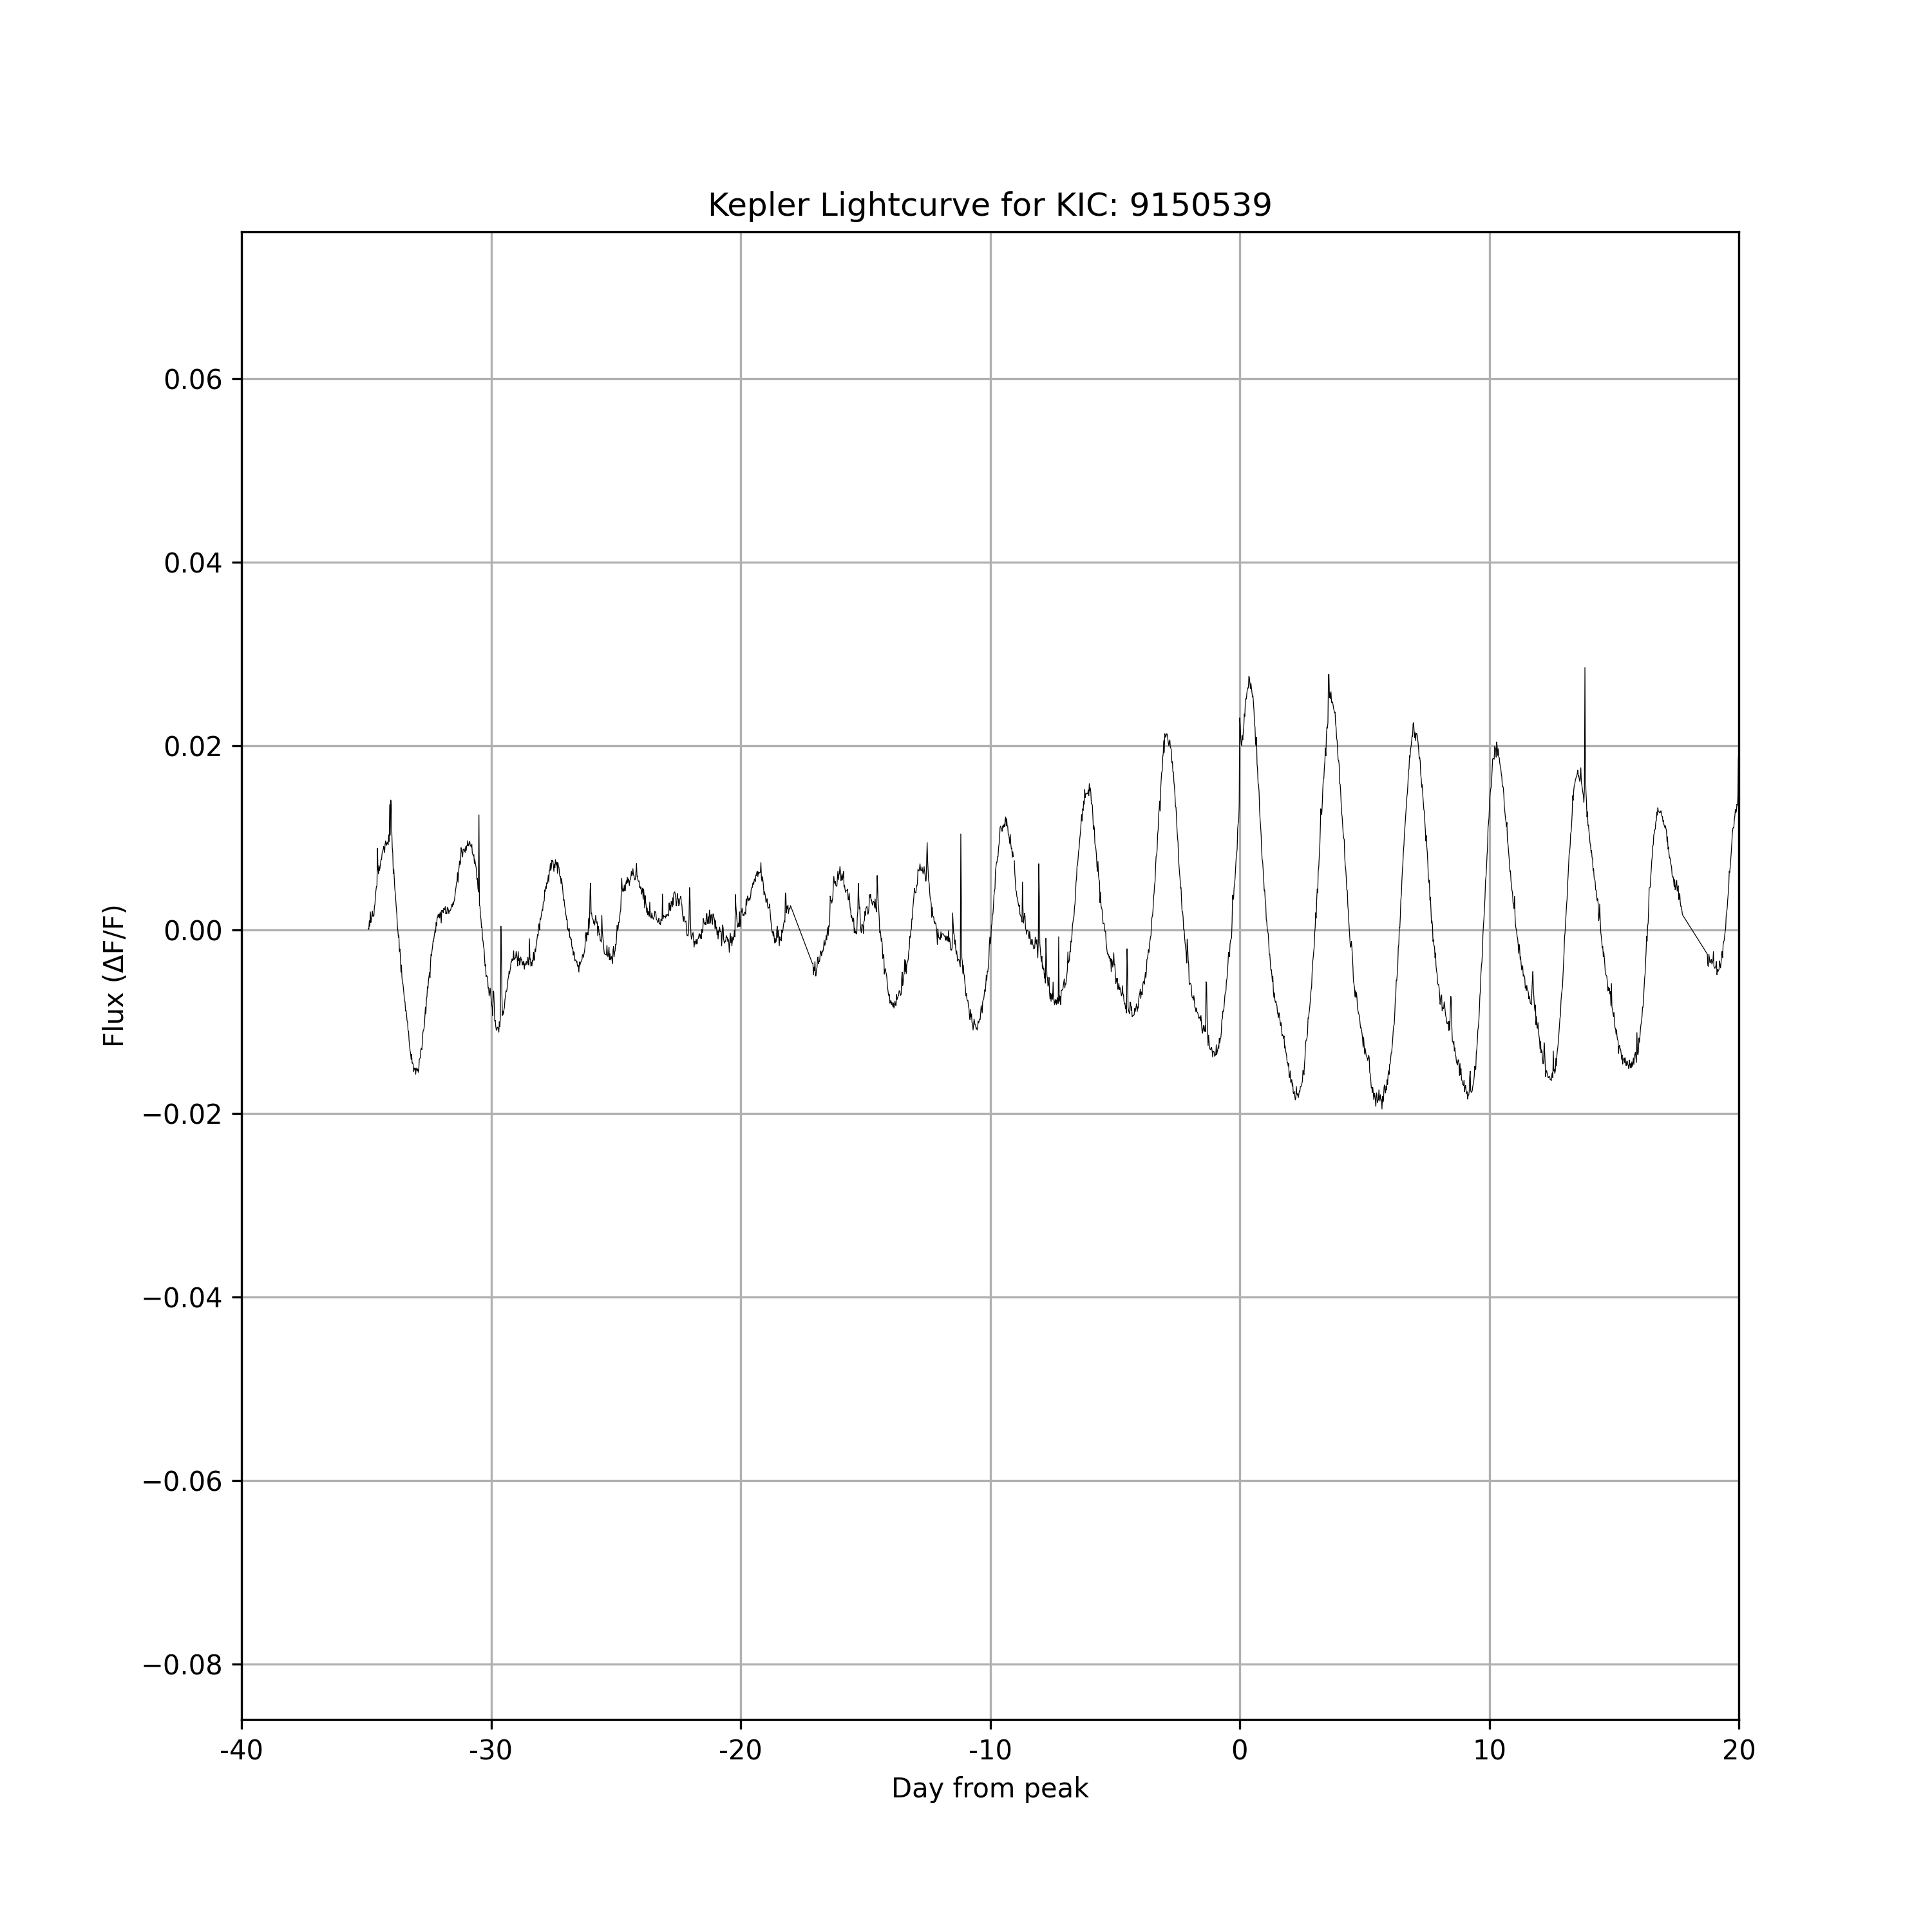 Kepler Lightcurve for KIC: 9150539
Flux (ΔF/F)
0.06
0.04
0.02
0.00
−0.02
−0.04
−0.06
−0.08
-40 -30 -20 -10 0 10 20
Day from peak